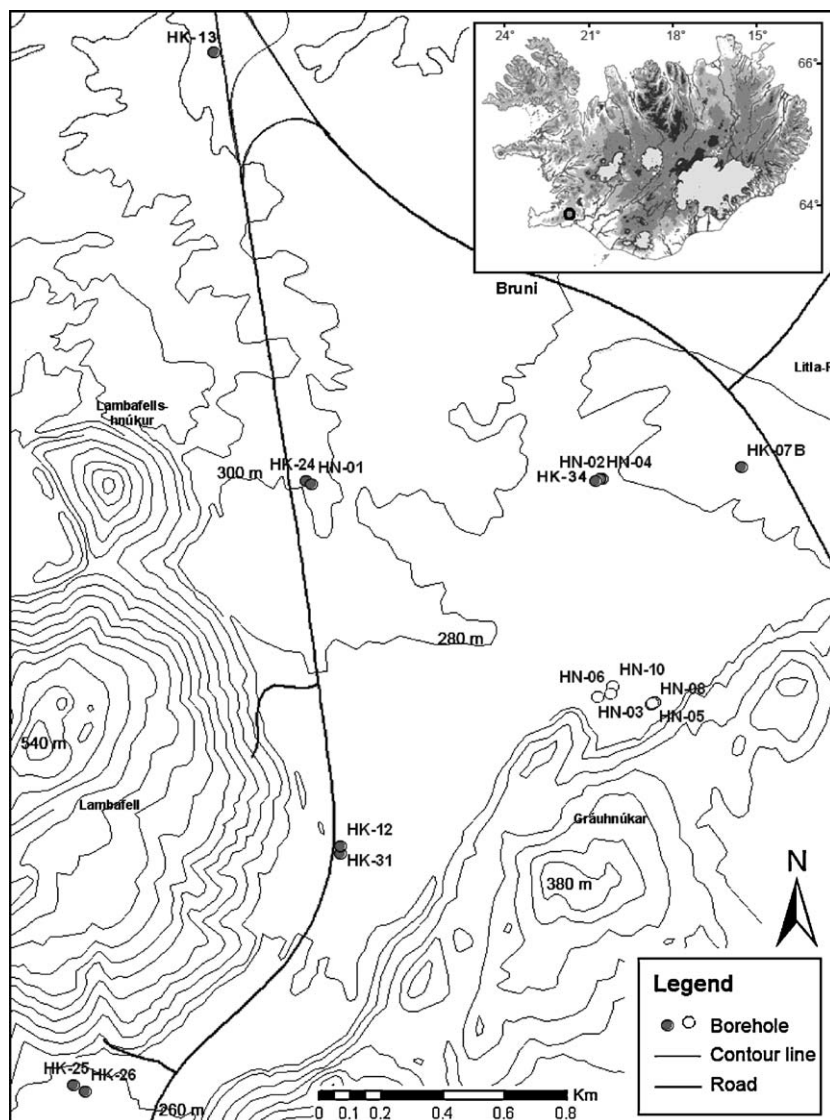 HK-13
24° 21° 18° 15°
66°
64°
Bruni
Litla-
Lambafells-
hnúkur
300 m
HK-24 HN-01
HN-02 HN-04
HK-34
HK-07B
280 m
HN-06 HN-10
HN-03 HN-08
HN-05
540 m
Lambafell
HK-12
HK-31
Gráuhnúkar
380 m
N
Legend
Borehole
Contour line
Road
HK-25
HK-26
260 m
Km
0 0.1 0.2 0.4 0.6 0.8